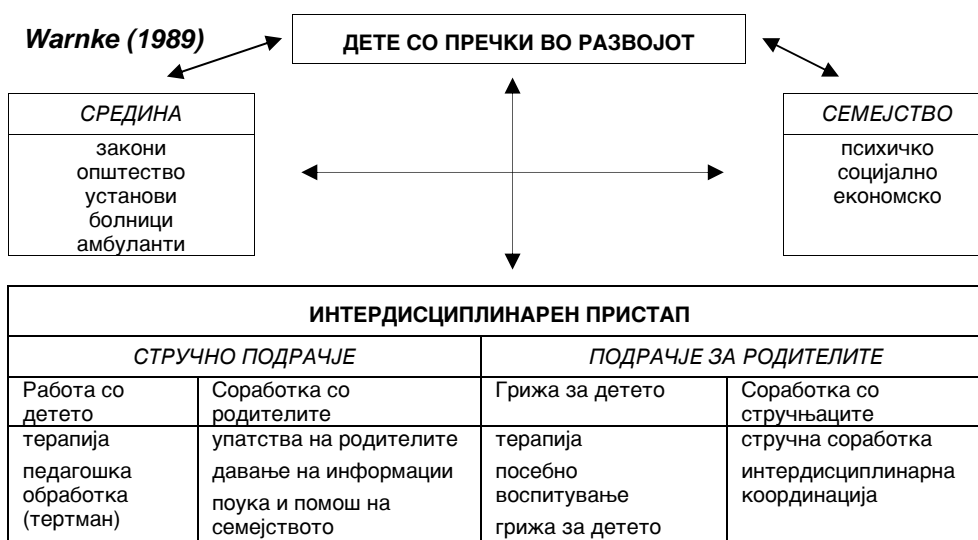 Warnke (1989)
ДЕТЕ СО ПРЕЧКИ ВО РАЗВОЈОТ
СРЕДИНА
закони
општество
установи
болници
амбуланти
СЕМЕЈСТВО
психичко
социјално
економско
ИНТЕРДИСЦИПЛИНАРЕН ПРИСТАП
СТРУЧНО ПОДРАЧЈЕ
ПОДРАЧЈЕ ЗА РОДИТЕЛИТЕ
Работа со
детето
Соработка со
родителите
Грижа за детето
Соработка со
стручњаците
терапија
педагошка
обработка
(тертман)
упатства на родителите
давање на информации
поука и помош на
семејството
терапија
посебно
воспитување
грижа за детето
стручна соработка
интердисциплинарна
координација